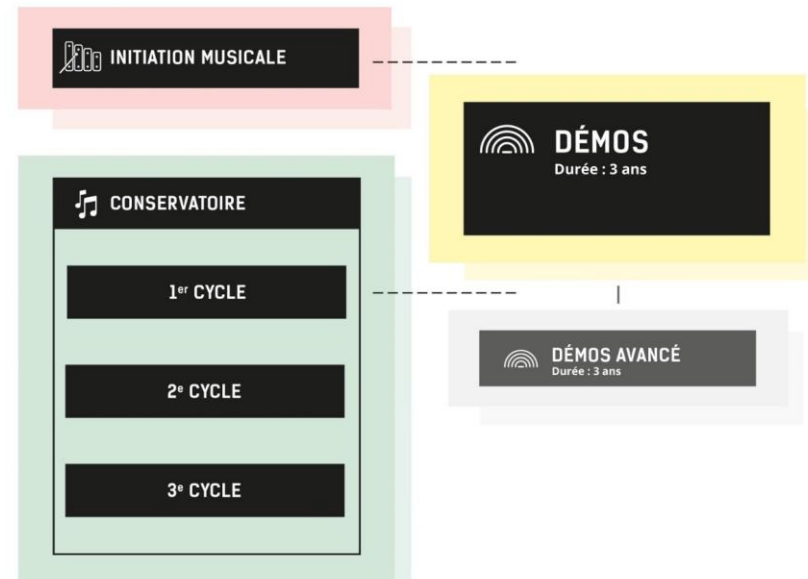 INITIATION MUSICALE
DÉMOS
Durée : 3 ans
CONSERVATOIRE
1er CYCLE
2e CYCLE
3e CYCLE
DÉMOS AVANCÉ
Durée : 3 ans